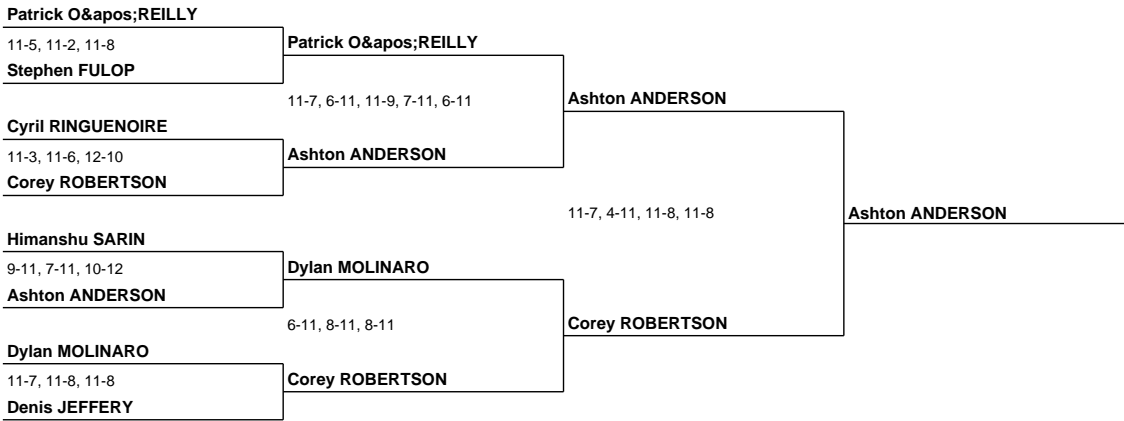 Patrick O&apos;REILLY
11-5, 11-2, 11-8
Stephen FULOP
Cyril RINGUENOIRE
11-3, 11-6, 12-10
Corey ROBERTSON
Himanshu SARIN
9-11, 7-11, 10-12
Ashton ANDERSON
Dylan MOLINARO
11-7, 11-8, 11-8
Denis JEFFERY
Patrick O&apos;REILLY
11-7, 6-11, 11-9, 7-11, 6-11
Ashton ANDERSON
Dylan MOLINARO
6-11, 8-11, 8-11
Corey ROBERTSON
Ashton ANDERSON
11-7, 4-11, 11-8, 11-8
Corey ROBERTSON
Ashton ANDERSON